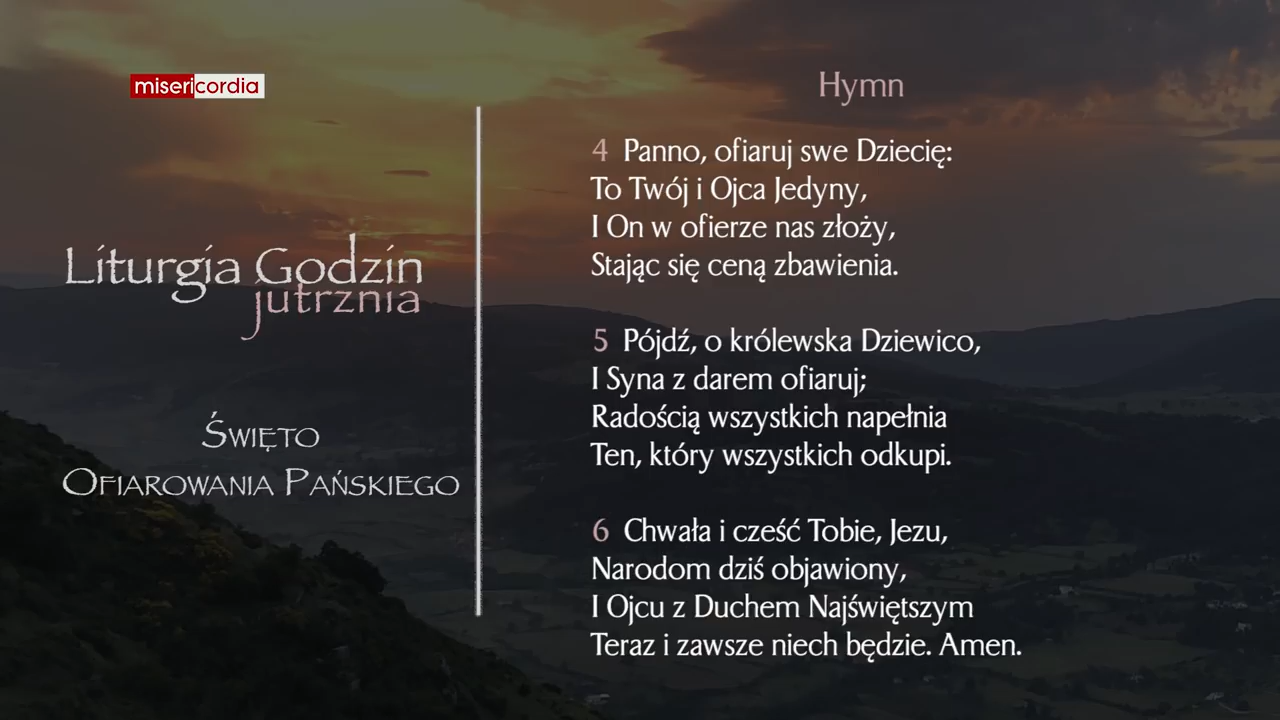 misericordia
Liturgia Godzin
jutrznia
Święto
Ofiarowania Pańskiego
Hymn
4 Panno, ofiaruj swe Dziecię:
To Twój i Ojca Jedyny,
I On w ofierze nas złoży,
Stając się ceną zbawienia.
5 Pójdź, o królewska Dziewico,
I Syna z darem ofiaruj;
Radością wszystkich napełnia
Ten, który wszystkich odkupi.
6 Chwała i cześć Tobie, Jezu,
Narodom dziś objawiony,
I Ojcu z Duchem Najświętszym
Teraz i zawsze niech będzie. Amen.